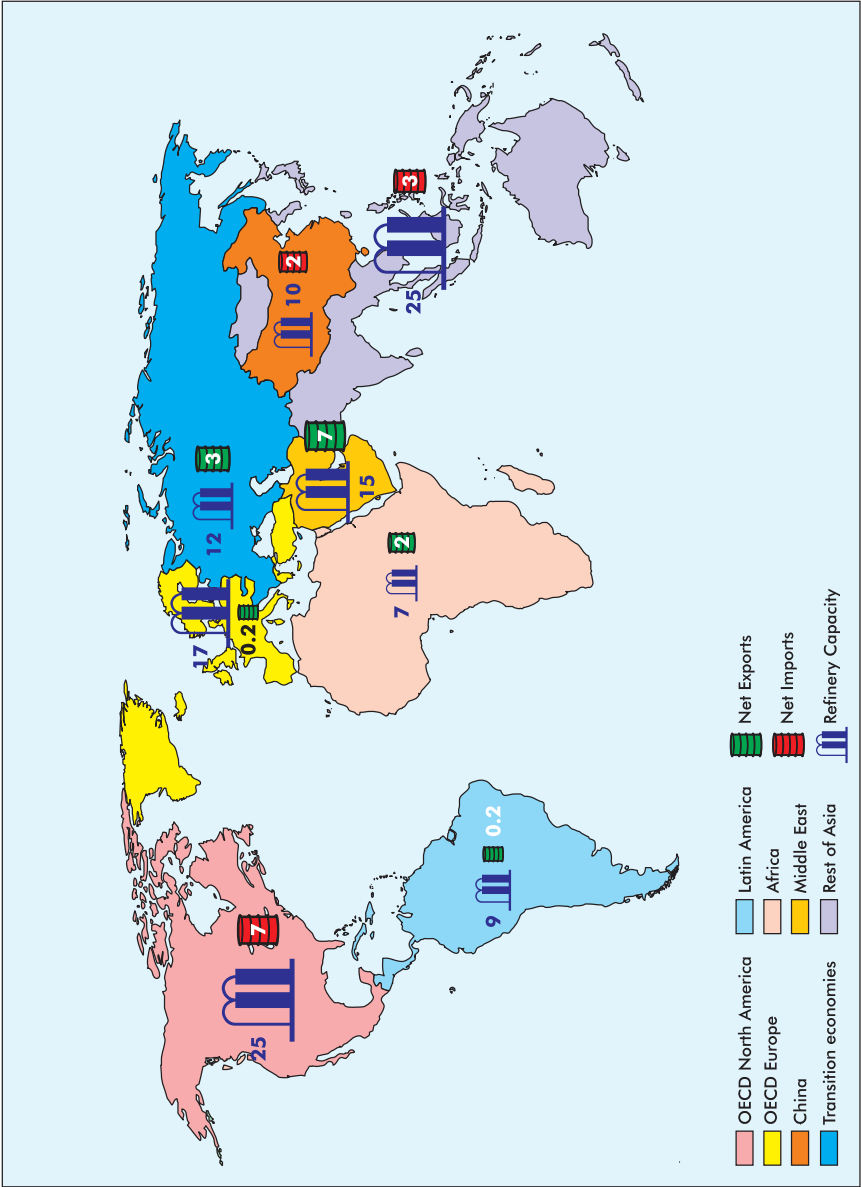 25
7
9
0.2
17
0.2
12
3
15
7
7
2
10
2
25
3
OECD North America
OECD Europe
China
Transition economies
Latin America
Africa
Middle East
Rest of Asia
Net Exports
Net Imports
Refinery Capacity